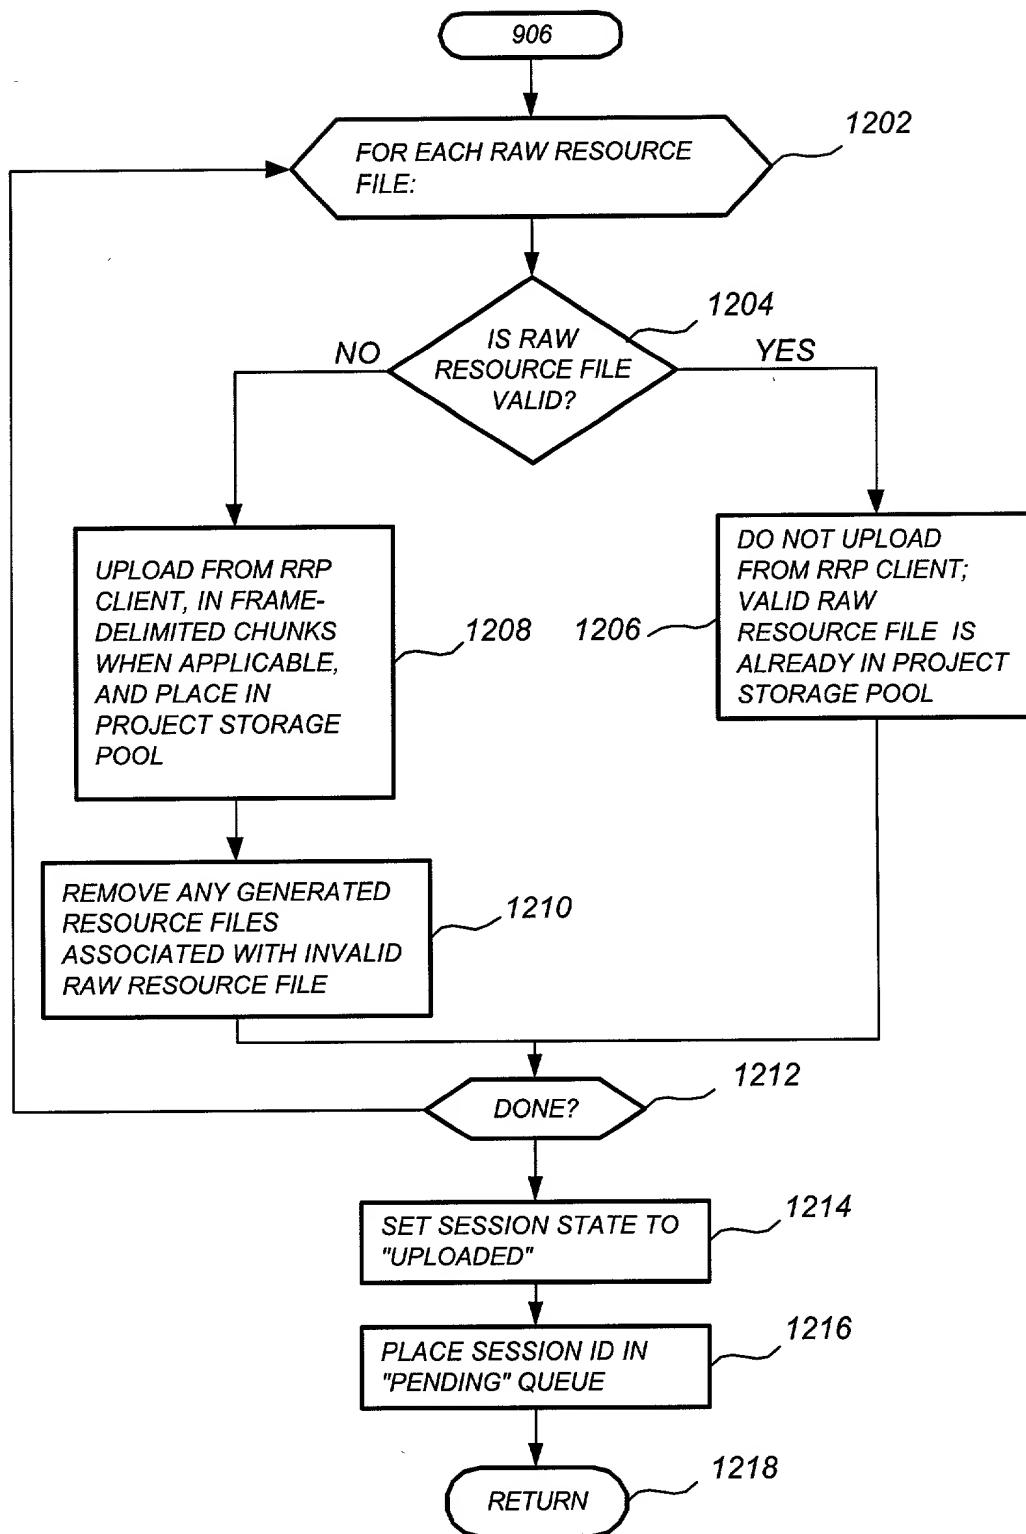 906
1202
FOR EACH RAW RESOURCE
FILE:
1204
IS RAW
RESOURCE FILE
VALID?
NO
YES
UPLOAD FROM RRP
CLIENT, IN FRAME-
DELIMITED CHUNKS
WHEN APPLICABLE,
AND PLACE IN
PROJECT STORAGE
POOL
1208
1206
DO NOT UPLOAD
FROM RRP CLIENT;
VALID RAW
RESOURCE FILE IS
ALREADY IN PROJECT
STORAGE POOL
REMOVE ANY GENERATED
RESOURCE FILES
ASSOCIATED WITH INVALID
RAW RESOURCE FILE
1210
DONE?
1212
SET SESSION STATE TO
"UPLOADED"
1214
PLACE SESSION ID IN
"PENDING" QUEUE
1216
RETURN
1218